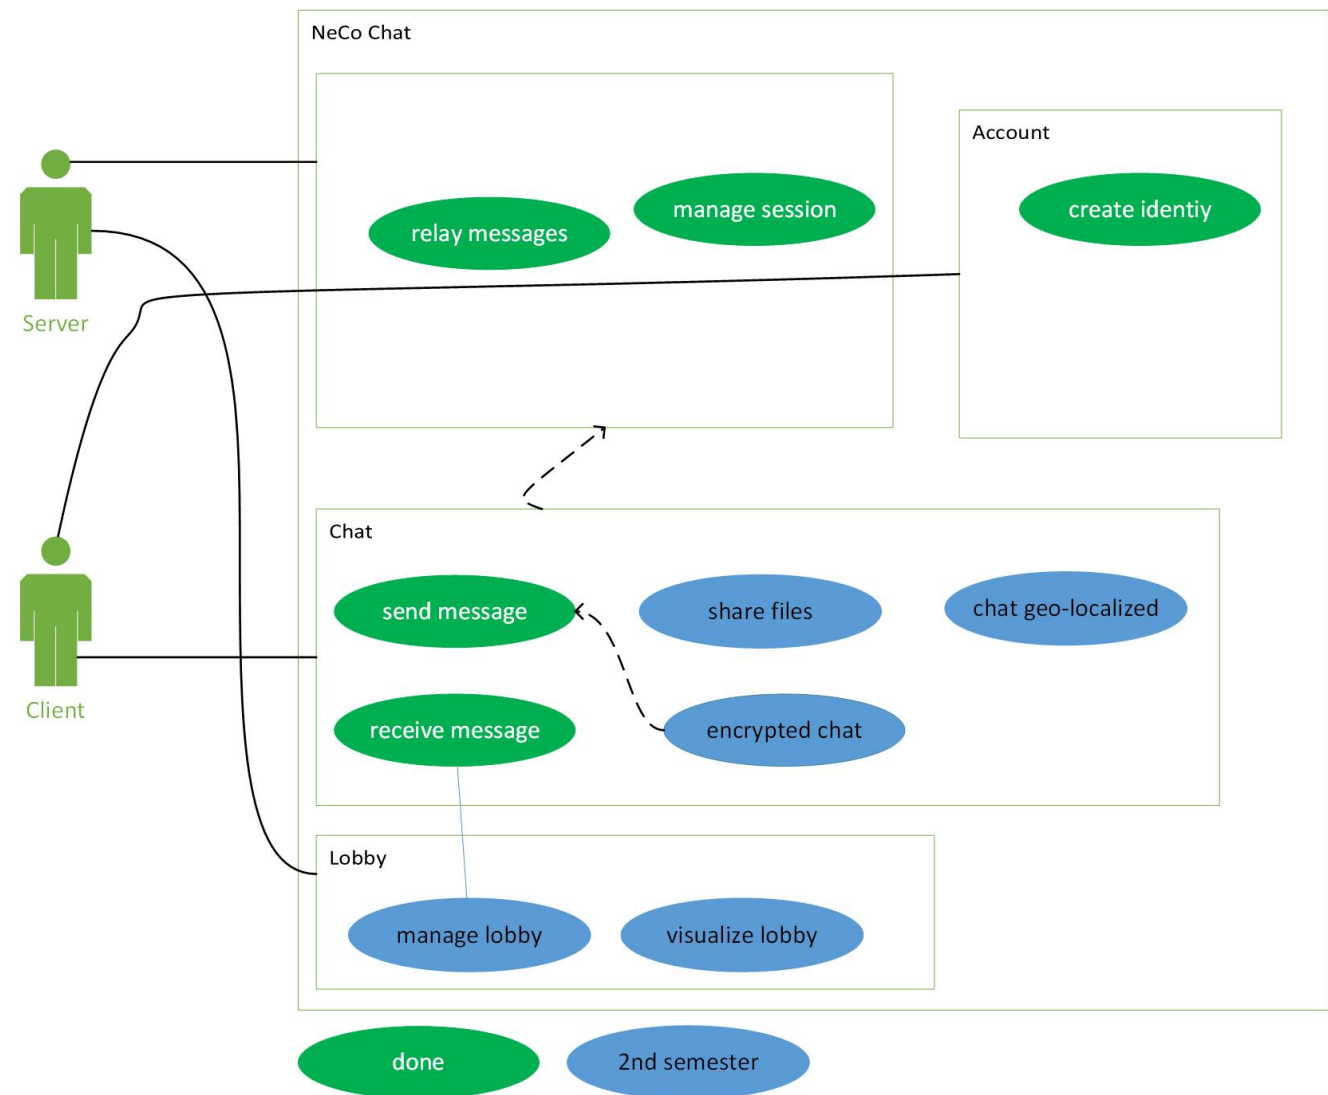 NeCo Chat
Account
manage session
create identiy
relay messages
Server
Chat
send message
share files
chat geo-localized
Client
receive message
encrypted chat
Lobby
manage lobby
visualize lobby
done
2nd semester